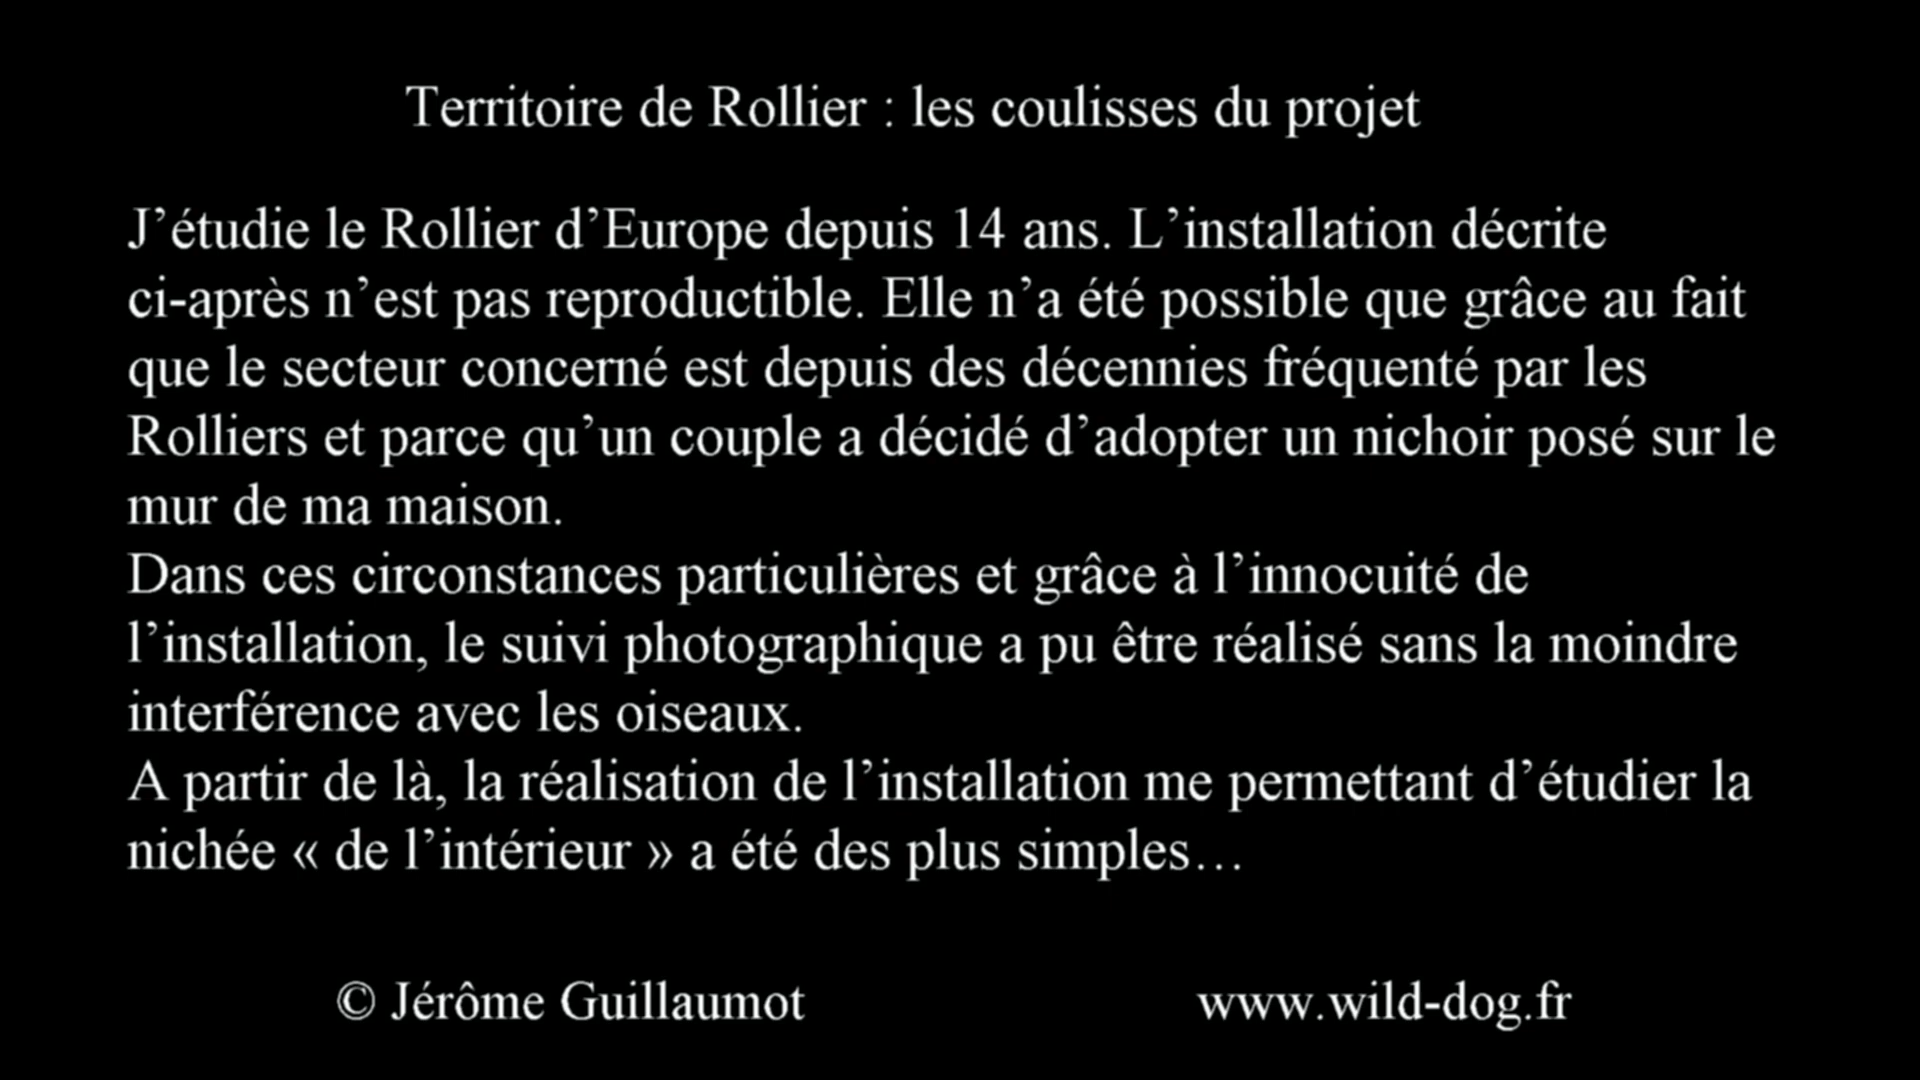 Territoire de Rollier : les coulisses du projet
J’étudie le Rollier d’Europe depuis 14 ans. L’installation décrite
ci-après n’est pas reproductible. Elle n’a été possible que grâce au fait
que le secteur concerné est depuis des décennies fréquenté par les
Rolliers et parce qu’un couple a décidé d’adopter un nichoir posé sur le
mur de ma maison.
Dans ces circonstances particulières et grâce à l’innocuité de
l’installation, le suivi photographique a pu être réalisé sans la moindre
interférence avec les oiseaux.
A partir de là, la réalisation de l’installation me permettant d’étudier la
nichée « de l’intérieur » a été des plus simples…
© Jérôme Guillaumot www.wild-dog.fr